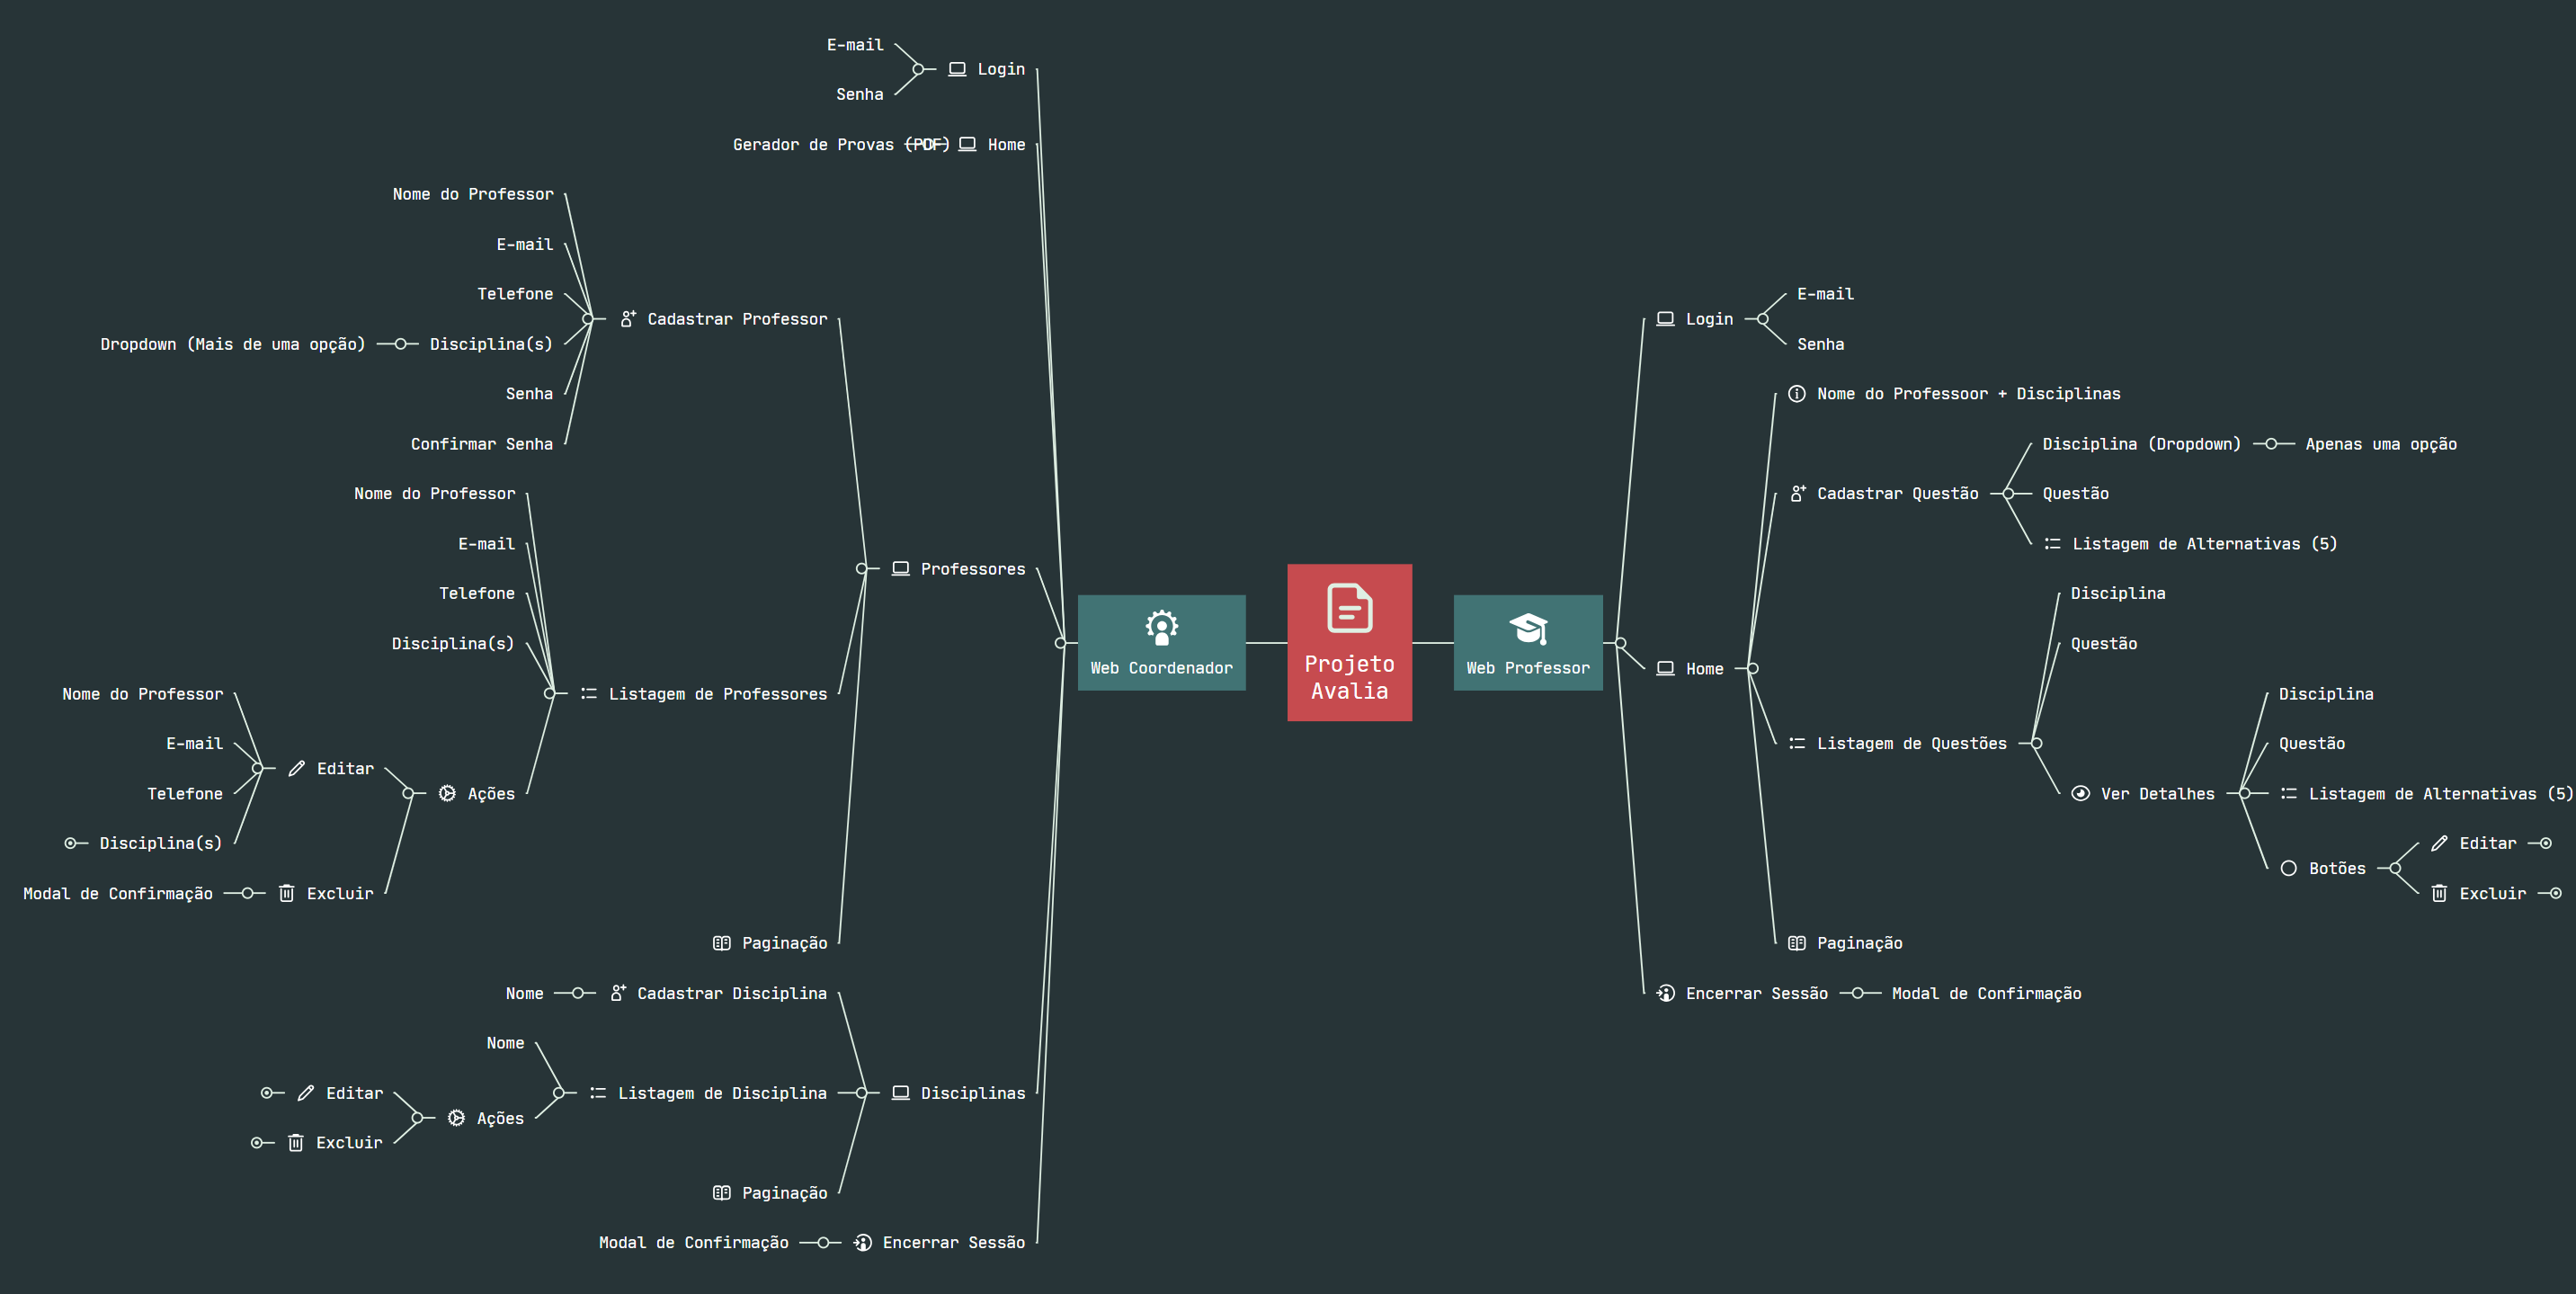 E-mail
Login
Senha
Gerador de Provas (PDF)
Home
Nome do Professor
E-mail
Telefone
Cadastrar Professor
Dropdown (Mais de uma opção)
Disciplina(s)
Senha
Confirmar Senha
Nome do Professor
E-mail
Telefone
Disciplina(s)
Professores
Listagem de Professores
Nome do Professor
E-mail
Editar
Telefone
Ações
Disciplina(s)
Modal de Confirmação
Excluir
Paginação
Nome
Cadastrar Disciplina
Nome
Editar
Listagem de Disciplina
Disciplinas
Ações
Excluir
Paginação
Modal de Confirmação
Encerrar Sessão
Web Coordenador
Projeto
Avalia
Web Professor
E-mail
Login
Senha
Nome do Professoor + Disciplinas
Disciplina (Dropdown)
Apenas uma opção
Cadastrar Questão
Questão
Listagem de Alternativas (5)
Disciplina
Questão
Home
Disciplina
Listagem de Questões
Questão
Ver Detalhes
Listagem de Alternativas (5)
Editar
Botões
Excluir
Paginação
Encerrar Sessão
Modal de Confirmação